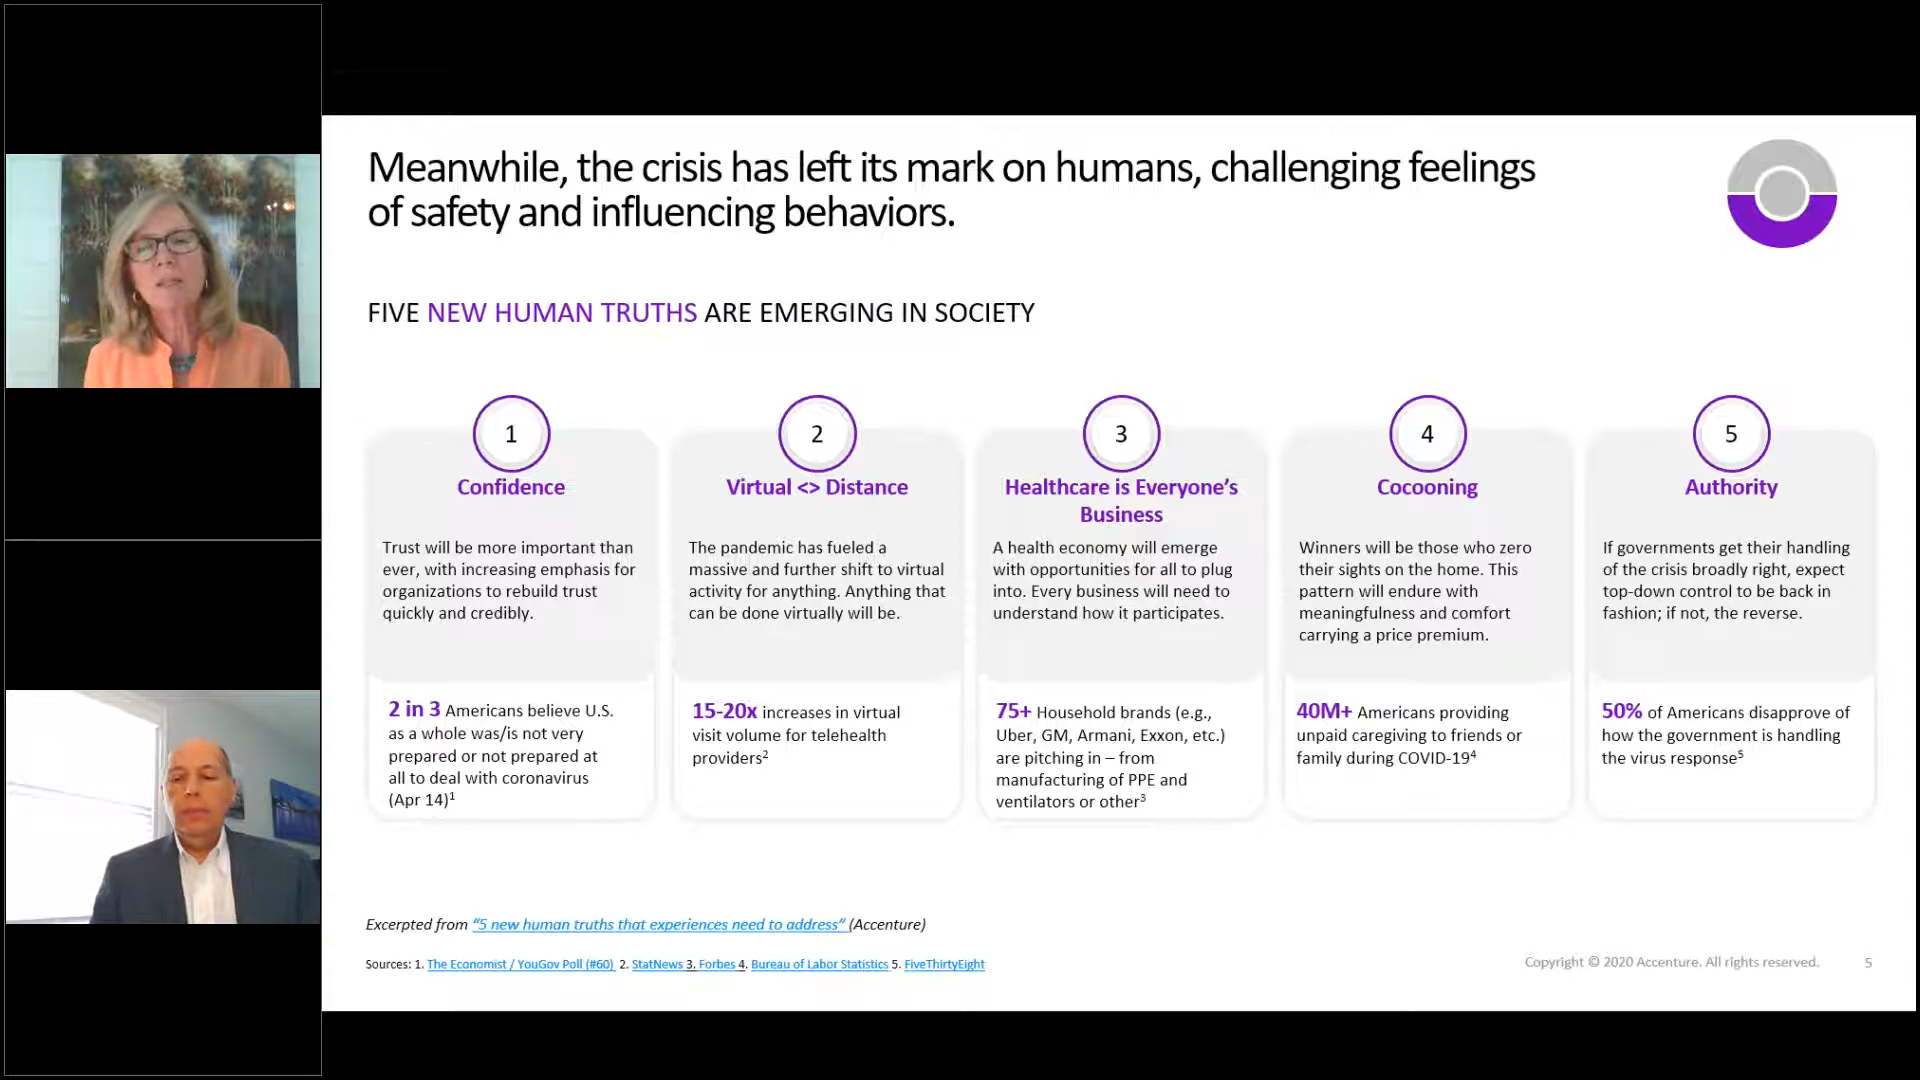 Meanwhile, the crisis has left its mark on humans, challenging feelings
of safety and influencing behaviors.
FIVE NEW HUMAN TRUTHS ARE EMERGING IN SOCIETY
1
Confidence
Trust will be more important than
ever, with increasing emphasis for
organizations to rebuild trust
quickly and credibly.
2 in 3 Americans believe U.S.
as a whole was/is not very
prepared or not prepared at
all to deal with coronavirus
(Apr 14)¹
2
Virtual <> Distance
The pandemic has fueled a
massive and further shift to virtual
activity for anything. Anything that
can be done virtually will be.
15-20x increases in virtual
visit volume for telehealth
providers²
3
Healthcare is Everyone's
Business
A health economy will emerge
with opportunities for all to plug
into. Every business will need to
understand how it participates.
75+ Household brands (e.g.,
Uber, GM, Armani, Exxon, etc.)
are pitching in – from
manufacturing of PPE and
ventilators or other³
4
Cocooning
Winners will be those who zero
their sights on the home. This
pattern will endure with
meaningfulness and comfort
carrying a price premium.
40M+ Americans providing
unpaid caregiving to friends or
family during COVID-19⁴
5
Authority
If governments get their handling
of the crisis broadly right, expect
top-down control to be back in
fashion; if not, the reverse.
50% of Americans disapprove of
how the government is handling
the virus response⁵
Excerpted from "5 new human truths that experiences need to address" (Accenture)
Sources: 1. The Economist / YouGov Poll (#60) 2. StatNews 3. Forbes 4. Bureau of Labor Statistics 5. FiveThirtyEight
Copyright © 2020 Accenture. All rights reserved. 5